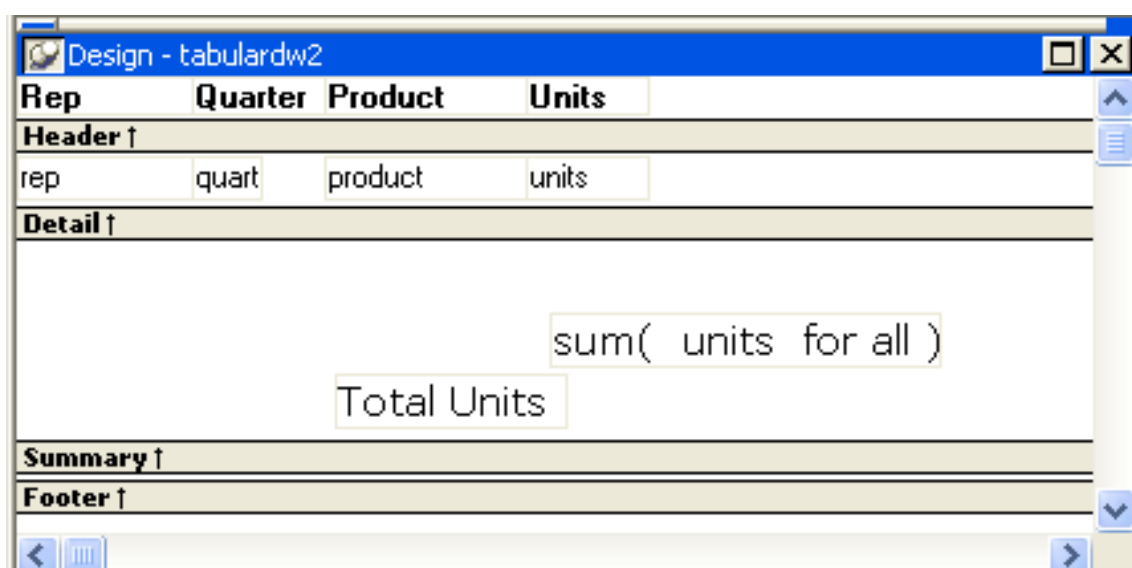 Design - tabulardw2
Rep Quarter Product Units
Header ↑
rep quart product units
Detail ↑
sum( units for all )
Total Units
Summary ↑
Footer ↑